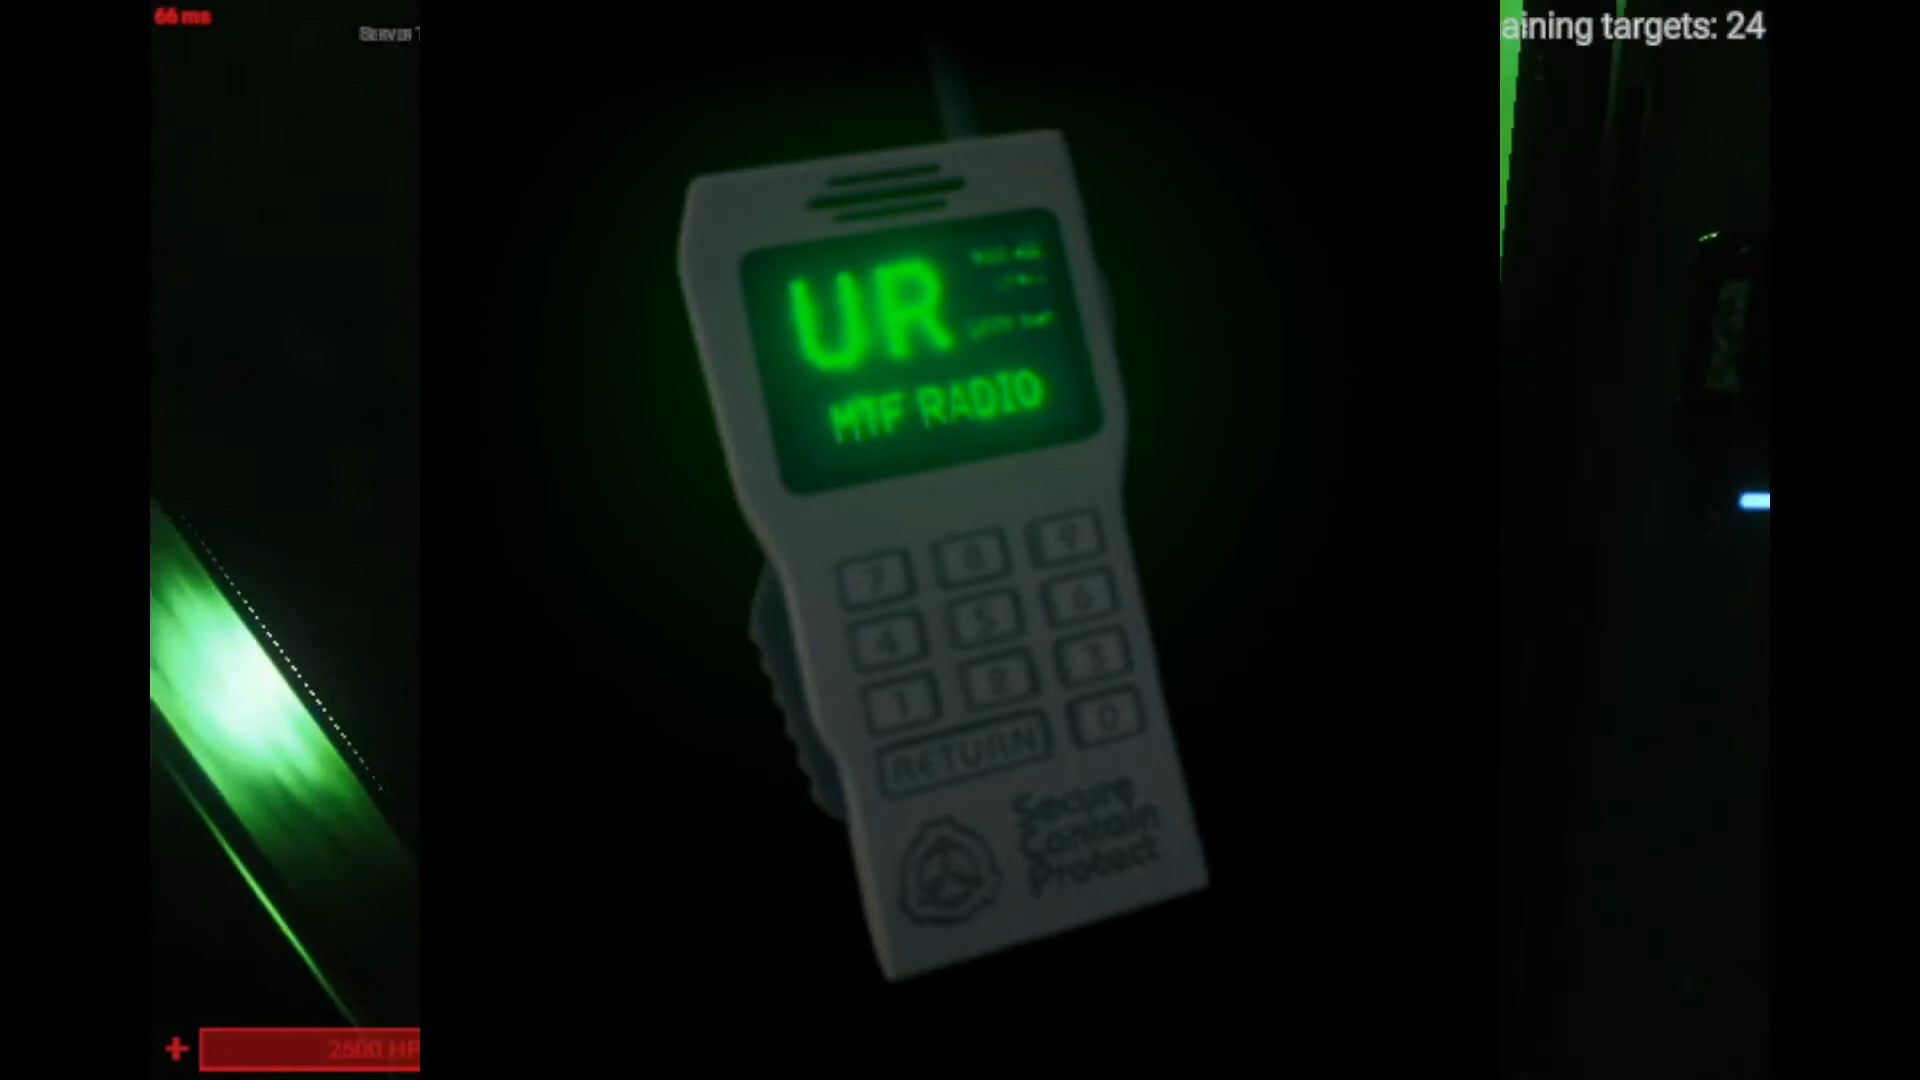 66 ms
aining targets: 24
UR
MTF RADIO
7 8 9
4 5 6
1 2 3
RETURN 0
Secure
Contain
Protect
2500 HP